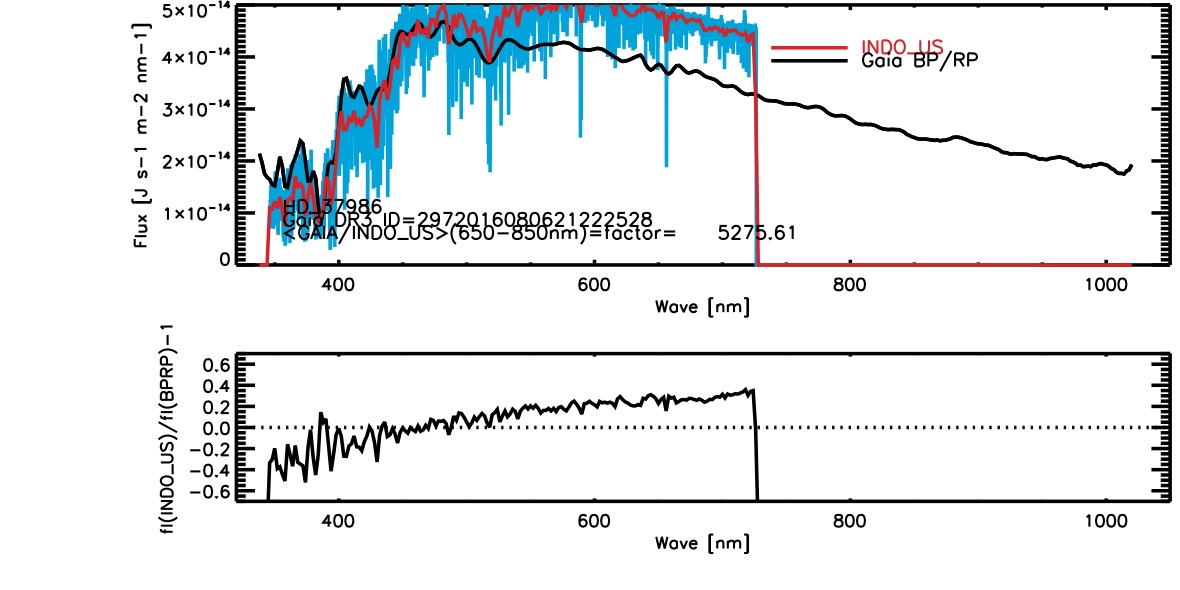 5×10⁻¹⁴
4×10⁻¹⁴
3×10⁻¹⁴
2×10⁻¹⁴
1×10⁻¹⁴
0
Flux [J s−1 m−2 nm−1]
INDO_US
Gaia BP/RP
HD_37986
Gaia DR3 ID=2972016080621222528
<GAIA/INDO_US>(650−850nm)=factor= 5275.61
400 600 800 1000
Wave [nm]
fl(INDO_US)/fl(BPRP)−1
0.6
0.4
0.2
0.0
−0.2
−0.4
−0.6
400 600 800 1000
Wave [nm]